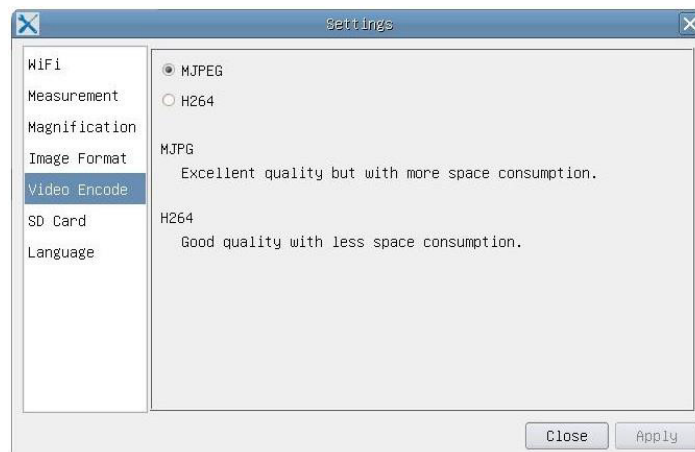 Settings
WiFi
Measurement
Magnification
Image Format
Video Encode
SD Card
Language
MJPEG
H264
MJPG
Excellent quality but with more space consumption.
H264
Good quality with less space consumption.
Close
Apply